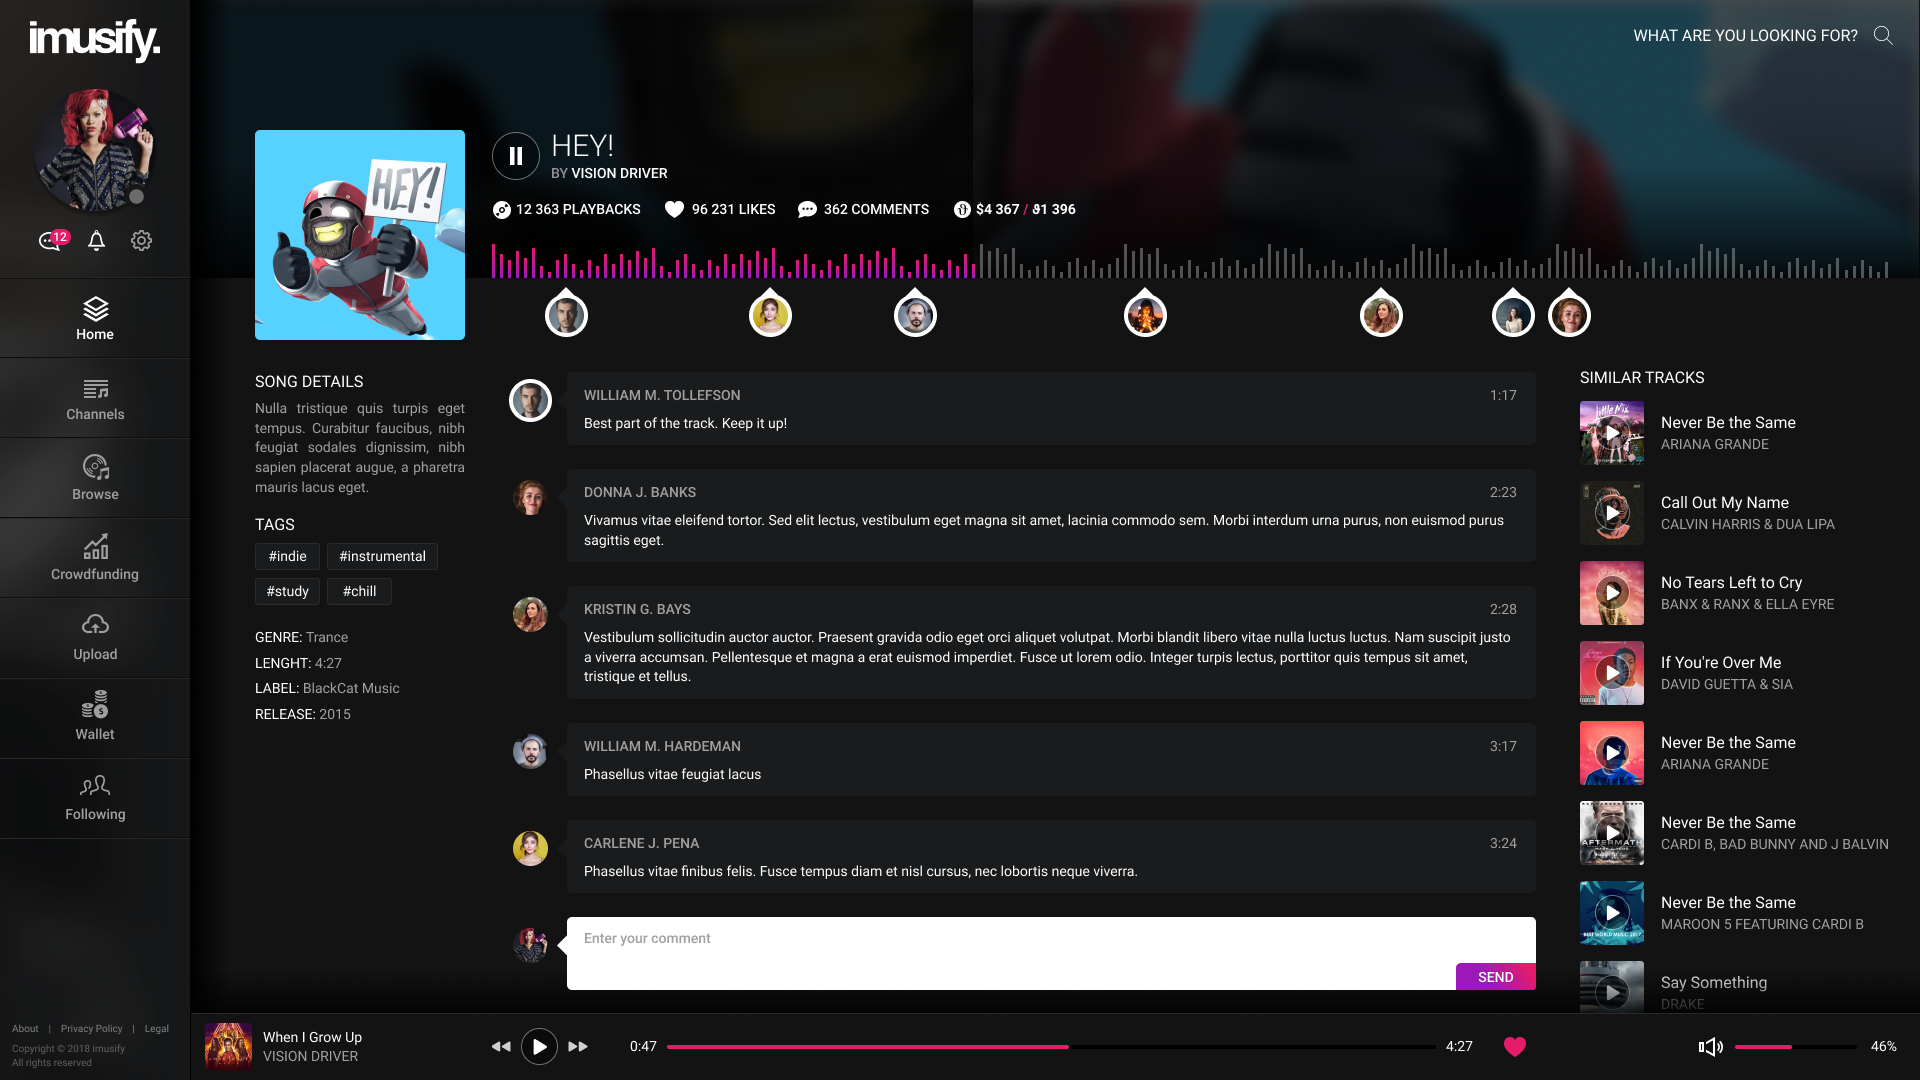 imusify.
WHAT ARE YOU LOOKING FOR?
12
Home
Channels
Browse
Crowdfunding
Upload
Wallet
Following
About | Privacy Policy | Legal
Copyright © 2018 imusify
All rights reserved
HEY!
HEY!
BY VISION DRIVER
12 363 PLAYBACKS
96 231 LIKES
362 COMMENTS
$4 367 / ϑ1 396
SONG DETAILS
Nulla tristique quis turpis eget
tempus. Curabitur faucibus, nibh
feugiat sodales dignissim, nibh
sapien placerat augue, a pharetra
mauris lacus eget.
TAGS
#indie
#instrumental
#study
#chill
GENRE: Trance
LENGHT: 4:27
LABEL: BlackCat Music
RELEASE: 2015
WILLIAM M. TOLLEFSON 1:17
Best part of the track. Keep it up!
DONNA J. BANKS 2:23
Vivamus vitae eleifend tortor. Sed elit lectus, vestibulum eget magna sit amet, lacinia commodo sem. Morbi interdum urna purus, non euismod purus
sagittis eget.
KRISTIN G. BAYS 2:28
Vestibulum sollicitudin auctor auctor. Praesent gravida odio eget orci aliquet volutpat. Morbi blandit libero vitae nulla luctus luctus. Nam suscipit justo
a viverra accumsan. Pellentesque et magna a erat euismod imperdiet. Fusce ut lorem odio. Integer turpis lectus, porttitor quis tempus sit amet,
tristique et tellus.
WILLIAM M. HARDEMAN 3:17
Phasellus vitae feugiat lacus
CARLENE J. PENA 3:24
Phasellus vitae finibus felis. Fusce tempus diam et nisl cursus, nec lobortis neque viverra.
Enter your comment
SEND
SIMILAR TRACKS
Little Mix
Never Be the Same
ARIANA GRANDE
Call Out My Name
CALVIN HARRIS & DUA LIPA
No Tears Left to Cry
BANX & RANX & ELLA EYRE
If You're Over Me
DAVID GUETTA & SIA
Never Be the Same
ARIANA GRANDE
AFTERMATH
Never Be the Same
CARDI B, BAD BUNNY AND J BALVIN
BEST WORLD MUSIC 2017
Never Be the Same
MAROON 5 FEATURING CARDI B
Say Something
DRAKE
When I Grow Up
VISION DRIVER
0:47
4:27
46%